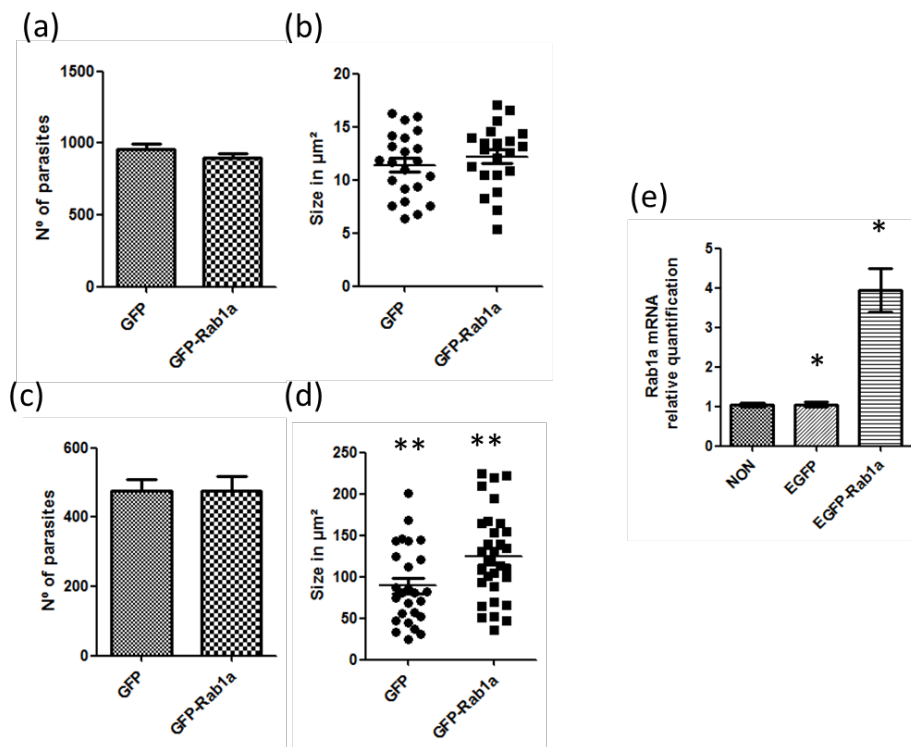 (a)
1500
1000
500
0
Nº of parasites
GFP
GFP-Rab1a
(b)
20
15
10
5
0
Size in µm²
GFP
GFP-Rab1a
(c)
600
400
200
0
Nº of parasites
GFP
GFP-Rab1a
(d)
** **
250
200
150
100
50
0
Size in µm²
GFP
GFP-Rab1a
(e)
*
*
5
4
3
2
1
0
Rab1a mRNA
relative quantification
NON
EGFP
EGFP-Rab1a